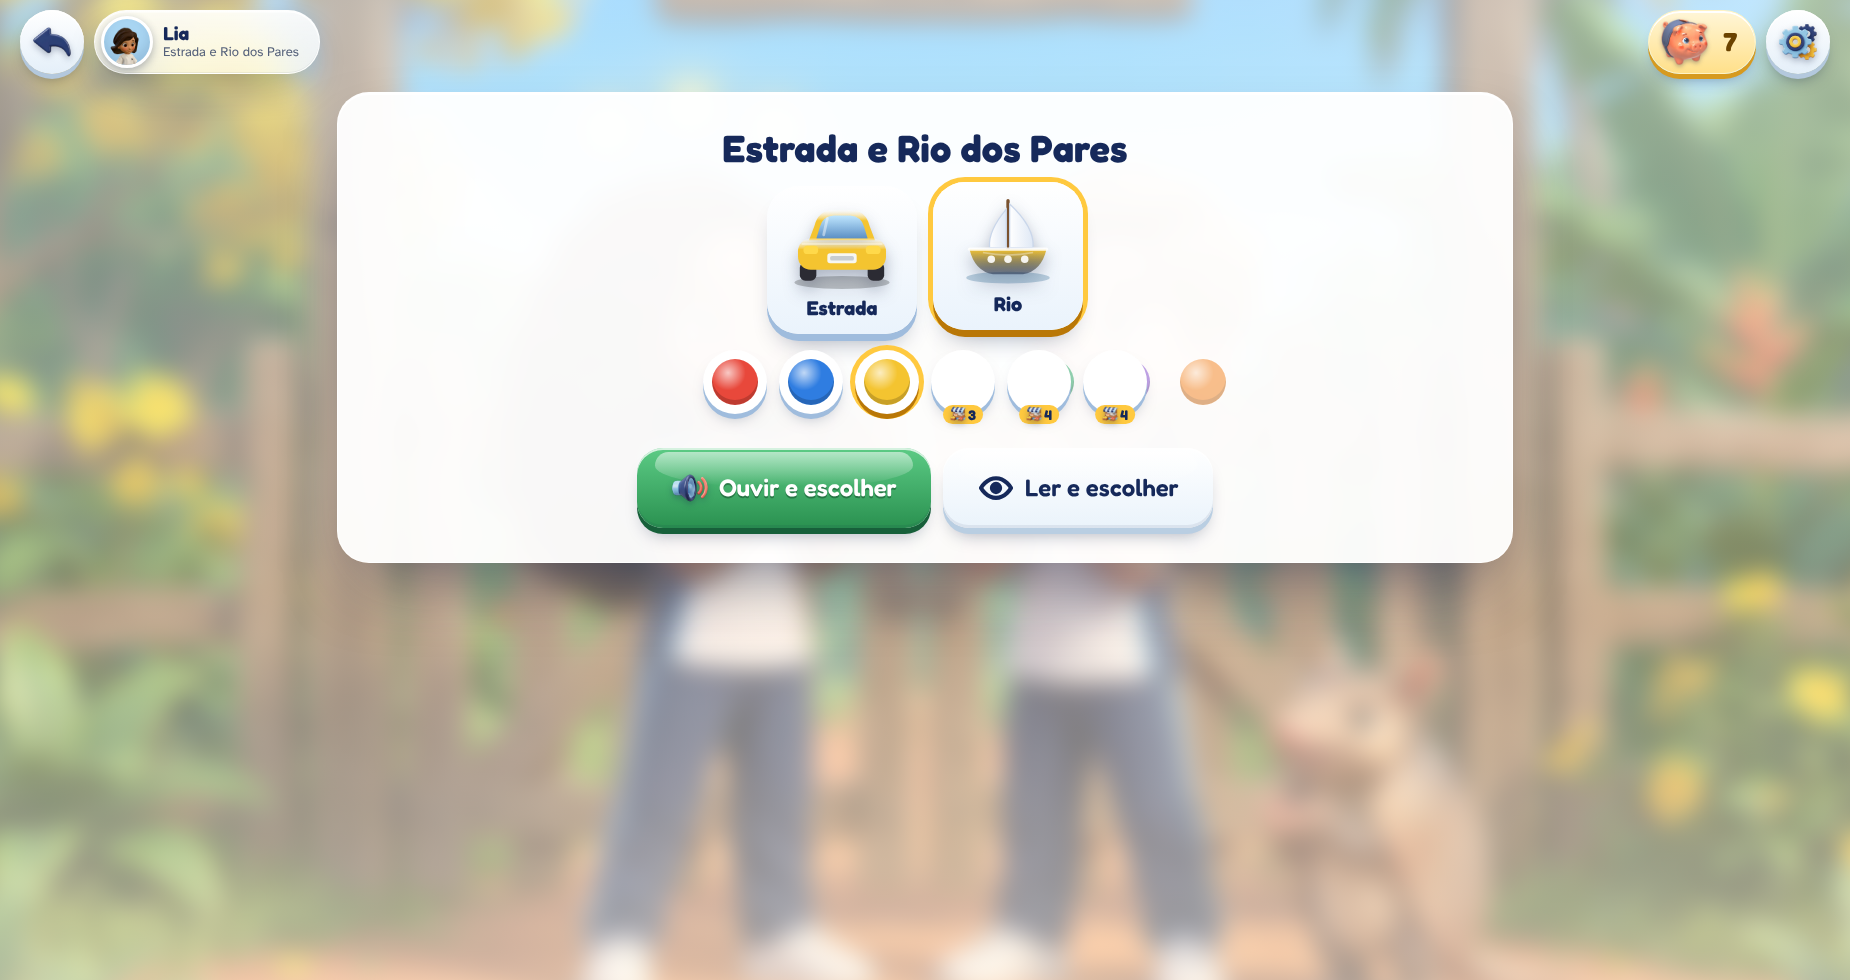 Lia
Estrada e Rio dos Pares
7
Estrada e Rio dos Pares
Estrada
Rio
3
4
4
Ouvir e escolher
Ler e escolher